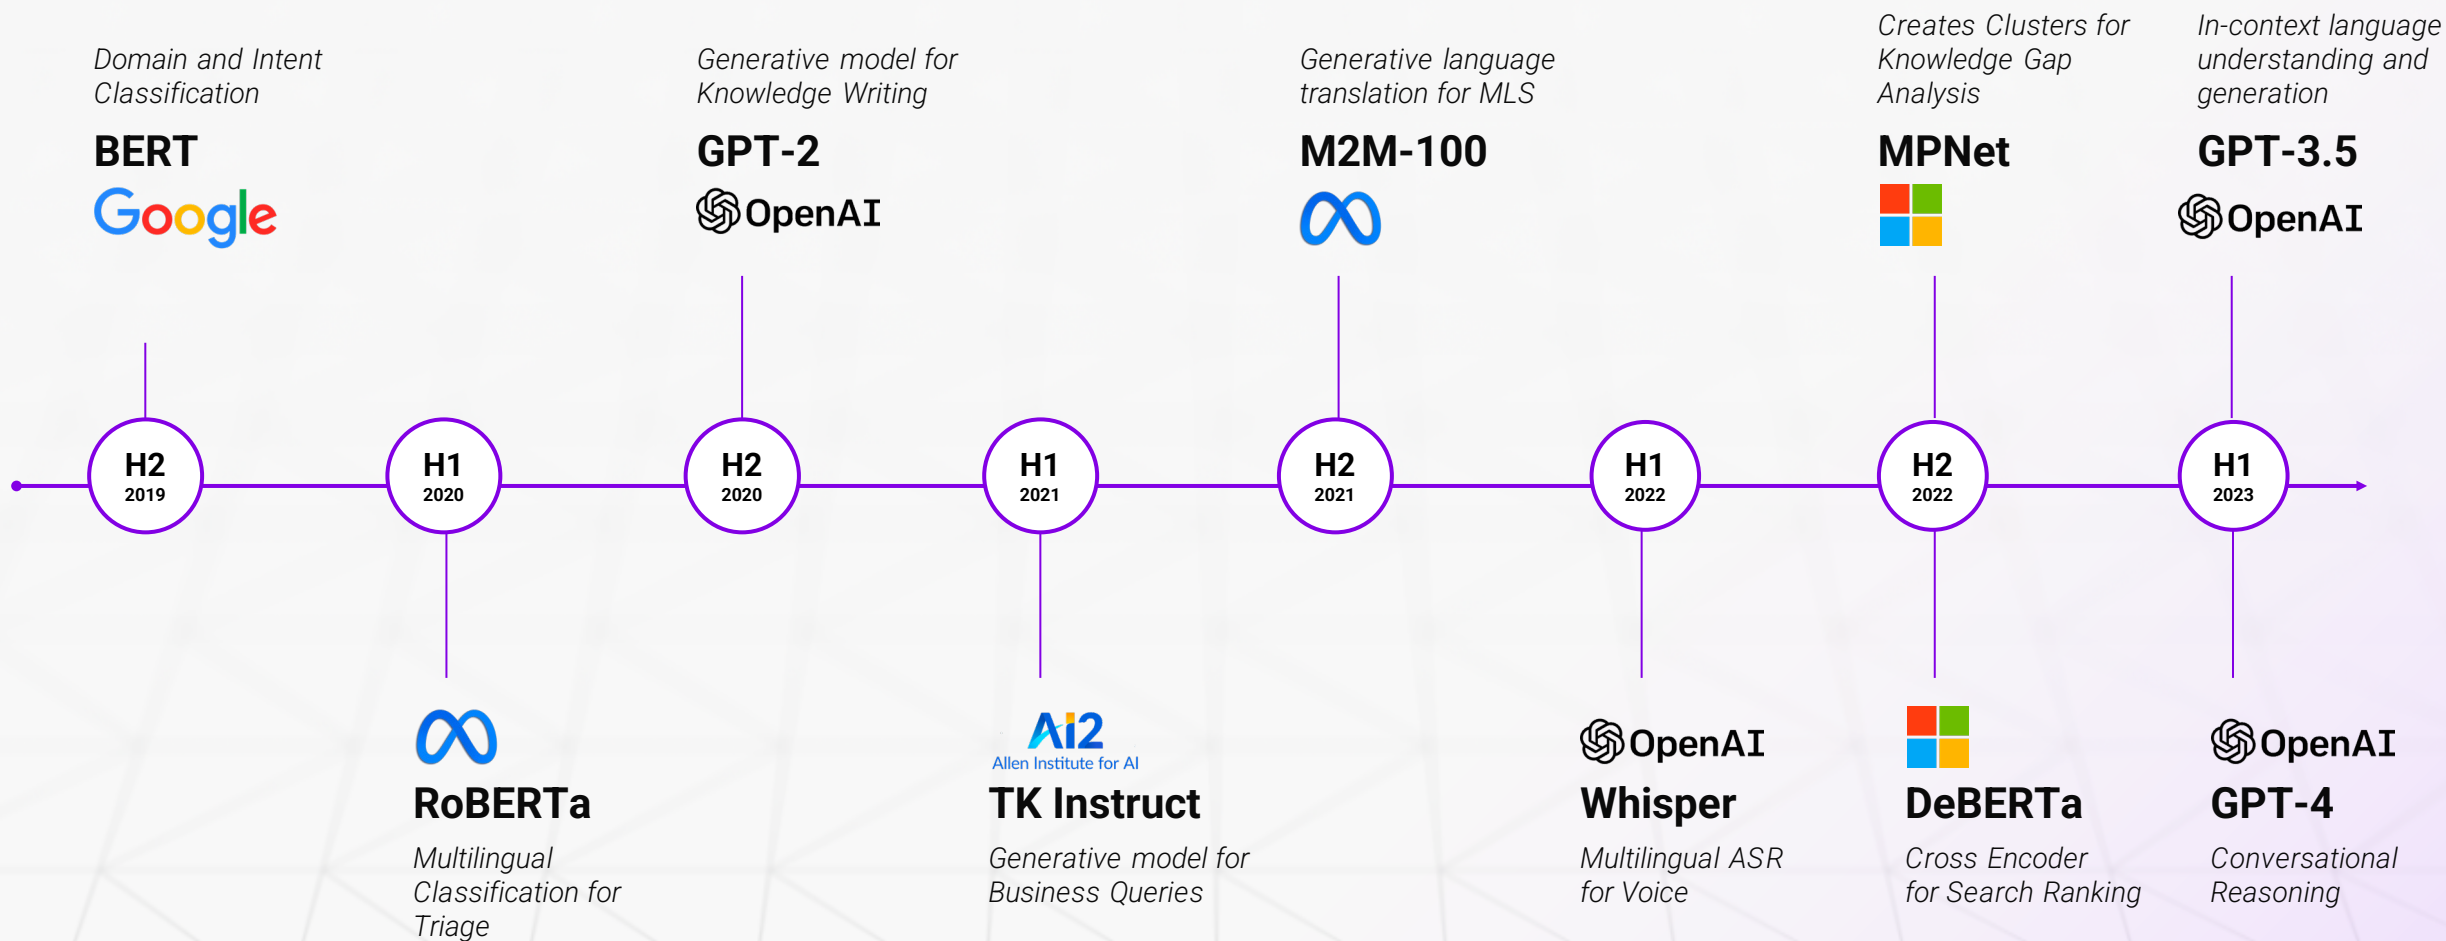 Domain and Intent
Classification
BERT
Google
Generative model for
Knowledge Writing
GPT-2
OpenAI
Generative language
translation for MLS
M2M-100
Creates Clusters for
Knowledge Gap
Analysis
MPNet
In-context language
understanding and
generation
GPT-3.5
OpenAI
H2
2019
H1
2020
H2
2020
H1
2021
H2
2021
H1
2022
H2
2022
H1
2023
RoBERTa
Multilingual
Classification for
Triage
Ai2
Allen Institute for AI
TK Instruct
Generative model for
Business Queries
OpenAI
Whisper
Multilingual ASR
for Voice
DeBERTa
Cross Encoder
for Search Ranking
OpenAI
GPT-4
Conversational
Reasoning